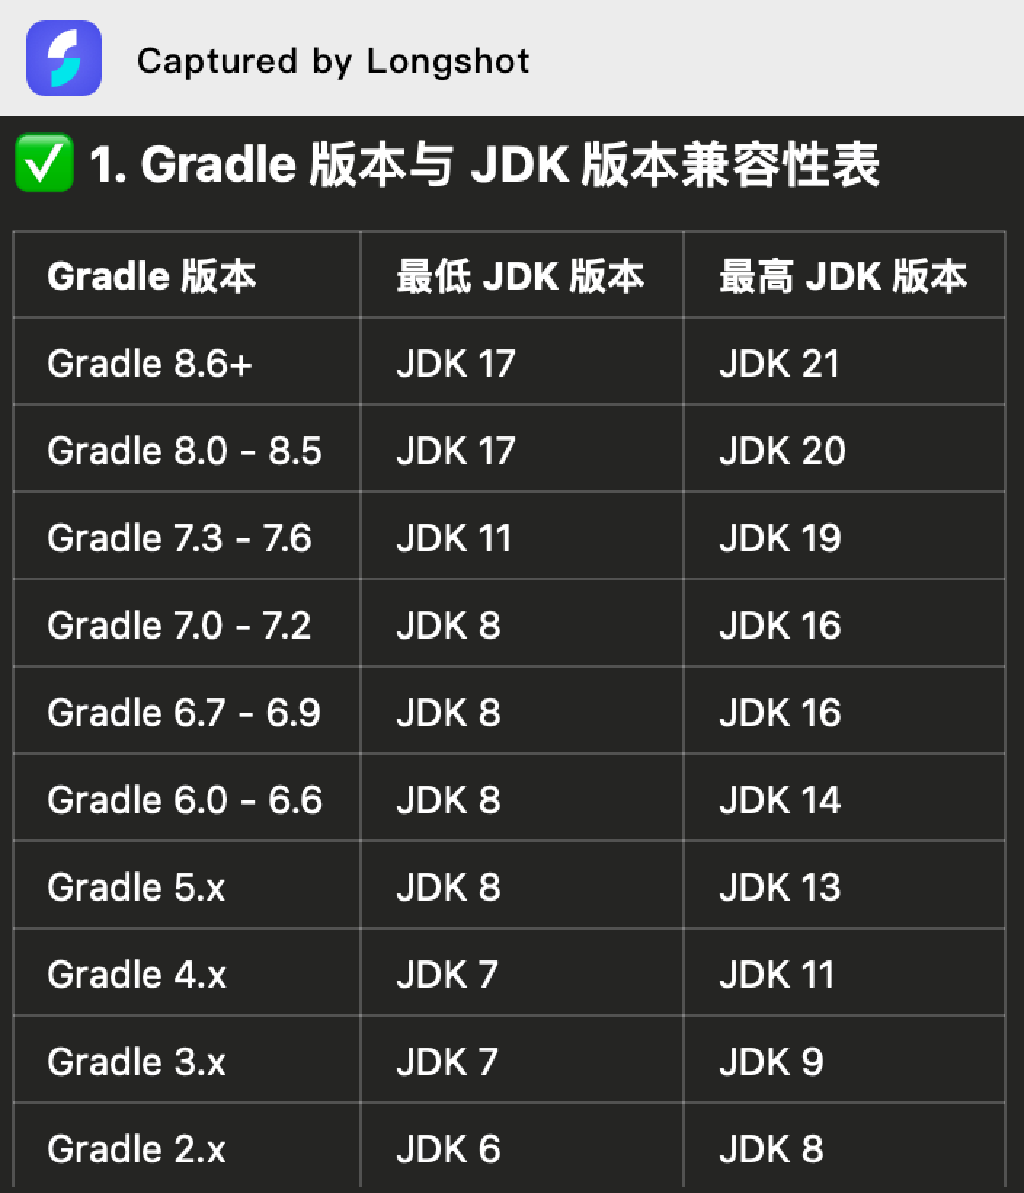 Captured by Longshot
✅ 1. Gradle 版本与 JDK 版本兼容性表
Gradle 版本 最低 JDK 版本 最高 JDK 版本
Gradle 8.6+ JDK 17 JDK 21
Gradle 8.0 - 8.5 JDK 17 JDK 20
Gradle 7.3 - 7.6 JDK 11 JDK 19
Gradle 7.0 - 7.2 JDK 8 JDK 16
Gradle 6.7 - 6.9 JDK 8 JDK 16
Gradle 6.0 - 6.6 JDK 8 JDK 14
Gradle 5.x JDK 8 JDK 13
Gradle 4.x JDK 7 JDK 11
Gradle 3.x JDK 7 JDK 9
Gradle 2.x JDK 6 JDK 8